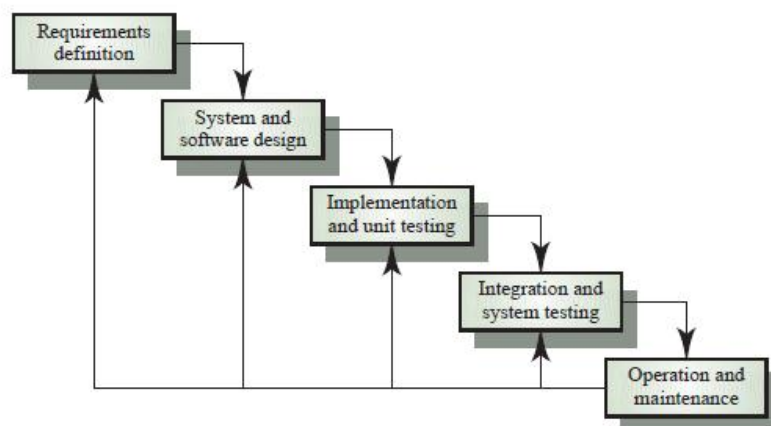 Requirements
definition
System and
software design
Implementation
and unit testing
Integration and
system testing
Operation and
maintenance